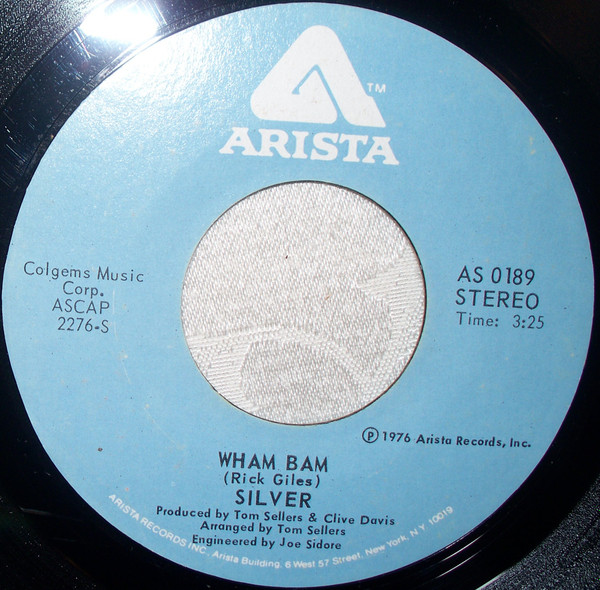 TM
ARISTA
Colgems Music
Corp.
ASCAP
2276-S
AS 0189
STEREO
Time: 3:25
Ⓟ 1976 Arista Records, Inc.
WHAM BAM
(Rick Giles)
SILVER
Produced by Tom Sellers & Clive Davis
Arranged by Tom Sellers
Engineered by Joe Sidore
ARISTA RECORDS INC. Arista Building, 6 West 57 Street, New York, N.Y. 10019